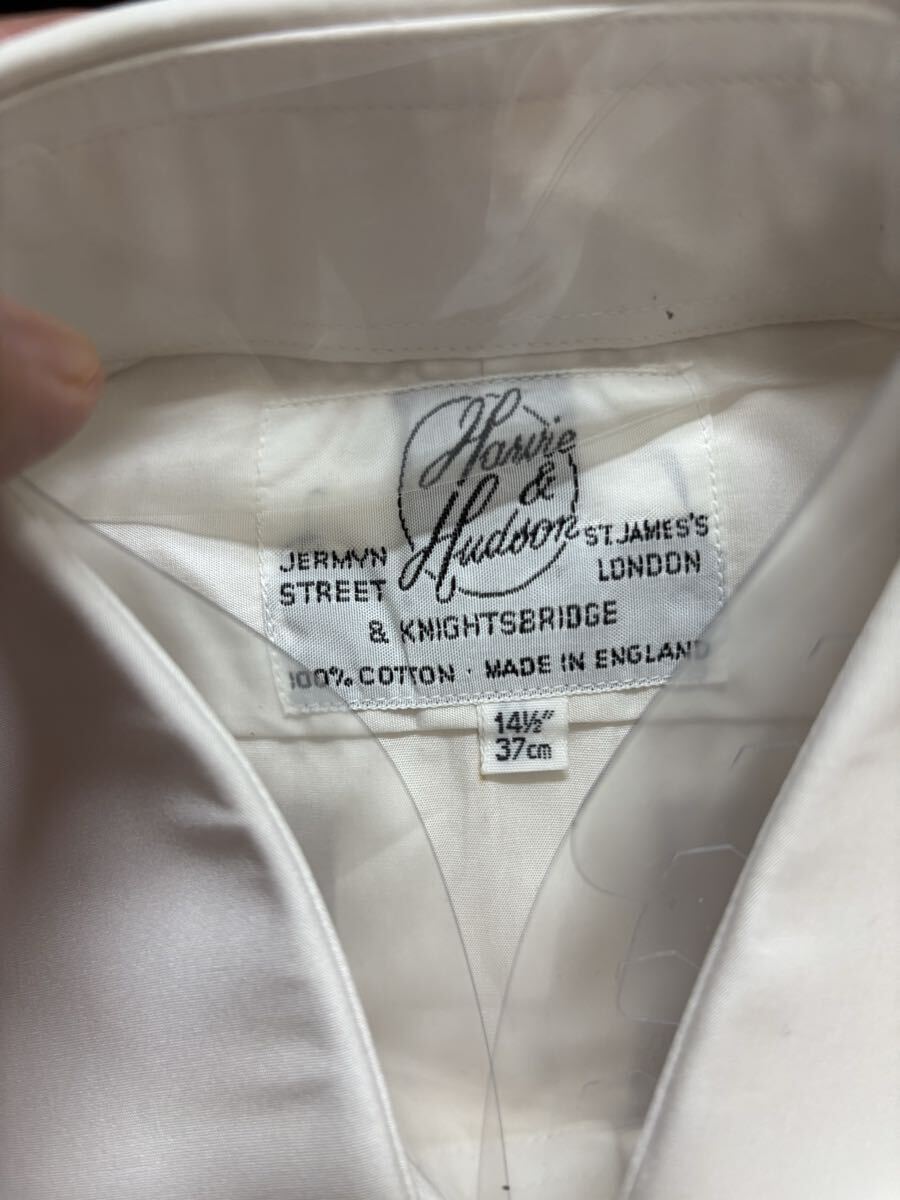 Harvie
&
Hudson
JERMYN STREET
ST. JAMES'S LONDON
& KNIGHTSBRIDGE
100% COTTON · MADE IN ENGLAND
14½"
37cm